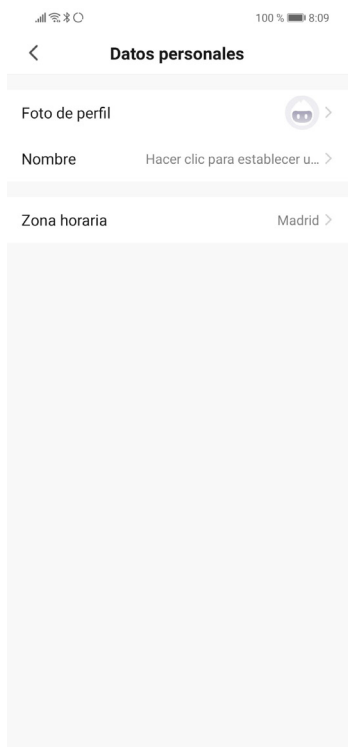 100 % 8:09
Datos personales
Foto de perfil
Nombre Hacer clic para establecer u...
Zona horaria Madrid